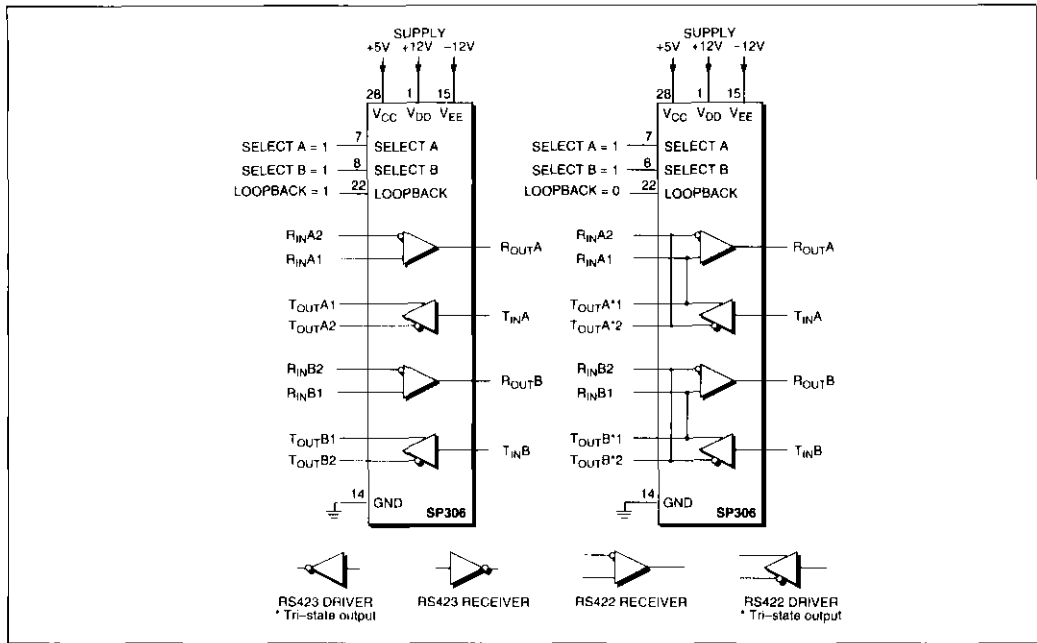 SUPPLY
+5V +12V –12V
28 1 15
VCC VDD VEE
7
SELECT A = 1 SELECT A
8
SELECT B = 1 SELECT B
22
LOOPBACK = 1 LOOPBACK
RINA2
RINA1
ROUTA
TOUTA1
TOUTA2
TINA
RINB2
RINB1
ROUTB
TOUTB1
TOUTB2
TINB
14
GND
SP306
SUPPLY
+5V +12V –12V
28 1 15
VCC VDD VEE
7
SELECT A = 1 SELECT A
8
SELECT B = 1 SELECT B
22
LOOPBACK = 0 LOOPBACK
RINA2
RINA1
ROUTA
TOUTA*1
TOUTA*2
TINA
RINB2
RINB1
ROUTB
TOUTB*1
TOUTB*2
TINB
14
GND
SP306
RS423 DRIVER
* Tri–state output
RS423 RECEIVER
RS422 RECEIVER
RS422 DRIVER
* Tri–state output